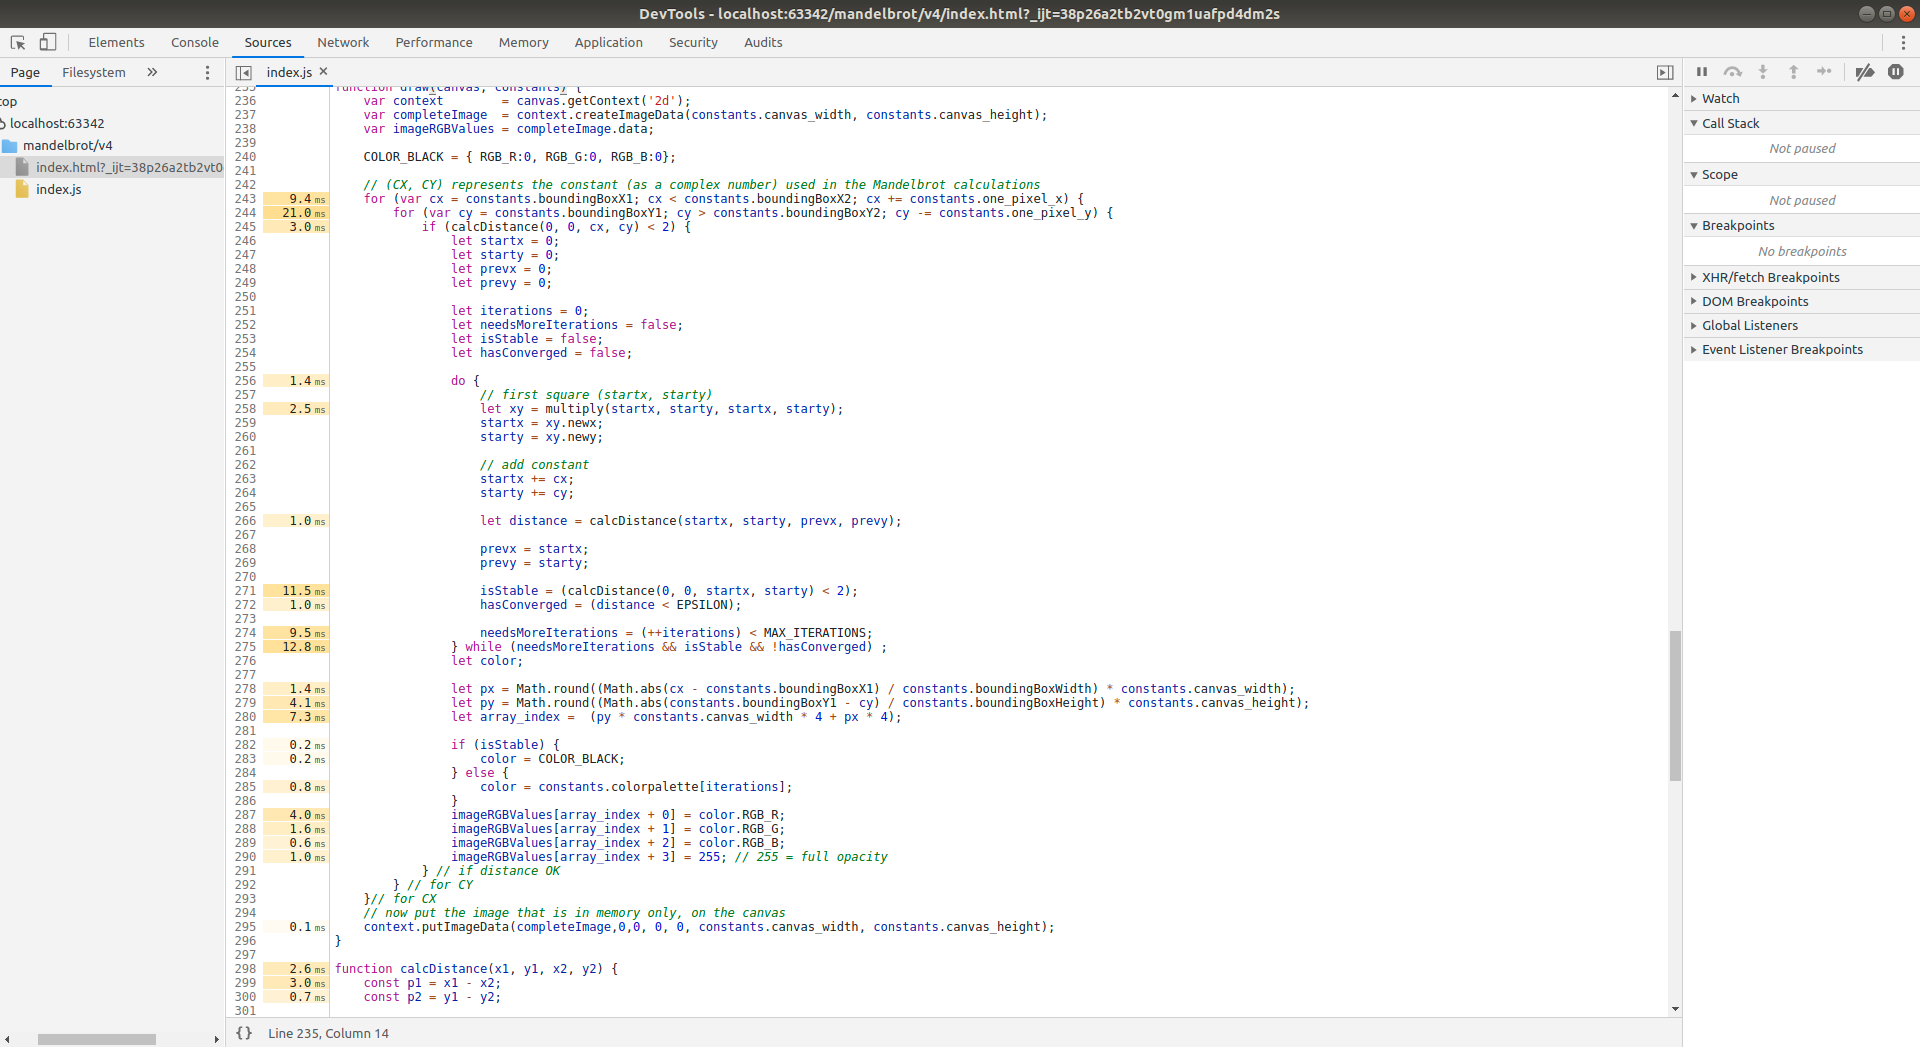 DevTools - localhost:63342/mandelbrot/v4/index.html?_ijt=38p26a2tb2vt0gm1uafpd4dm2s
Elements Console Sources Network Performance Memory Application Security Audits
Page Filesystem »
index.js ×
top
localhost:63342
mandelbrot/v4
index.html?_ijt=38p26a2tb2vt0
index.js
235 function draw(canvas, constants) {
236 var context = canvas.getContext('2d');
237 var completeImage = context.createImageData(constants.canvas_width, constants.canvas_height);
238 var imageRGBValues = completeImage.data;
239
240 COLOR_BLACK = { RGB_R:0, RGB_G:0, RGB_B:0};
241
242 // (CX, CY) represents the constant (as a complex number) used in the Mandelbrot calculations
243 9.4 ms for (var cx = constants.boundingBoxX1; cx < constants.boundingBoxX2; cx += constants.one_pixel_x) {
244 21.0 ms for (var cy = constants.boundingBoxY1; cy > constants.boundingBoxY2; cy -= constants.one_pixel_y) {
245 3.0 ms if (calcDistance(0, 0, cx, cy) < 2) {
246 let startx = 0;
247 let starty = 0;
248 let prevx = 0;
249 let prevy = 0;
250
251 let iterations = 0;
252 let needsMoreIterations = false;
253 let isStable = false;
254 let hasConverged = false;
255
256 1.4 ms do {
257 // first square (startx, starty)
258 2.5 ms let xy = multiply(startx, starty, startx, starty);
259 startx = xy.newx;
260 starty = xy.newy;
261
262 // add constant
263 startx += cx;
264 starty += cy;
265
266 1.0 ms let distance = calcDistance(startx, starty, prevx, prevy);
267
268 prevx = startx;
269 prevy = starty;
270
271 11.5 ms isStable = (calcDistance(0, 0, startx, starty) < 2);
272 1.0 ms hasConverged = (distance < EPSILON);
273
274 9.5 ms needsMoreIterations = (++iterations) < MAX_ITERATIONS;
275 12.8 ms } while (needsMoreIterations && isStable && !hasConverged) ;
276 let color;
277
278 1.4 ms let px = Math.round((Math.abs(cx - constants.boundingBoxX1) / constants.boundingBoxWidth) * constants.canvas_width);
279 4.1 ms let py = Math.round((Math.abs(constants.boundingBoxY1 - cy) / constants.boundingBoxHeight) * constants.canvas_height);
280 7.3 ms let array_index = (py * constants.canvas_width * 4 + px * 4);
281
282 0.2 ms if (isStable) {
283 0.2 ms color = COLOR_BLACK;
284 } else {
285 0.8 ms color = constants.colorpalette[iterations];
286 }
287 4.0 ms imageRGBValues[array_index + 0] = color.RGB_R;
288 1.6 ms imageRGBValues[array_index + 1] = color.RGB_G;
289 0.6 ms imageRGBValues[array_index + 2] = color.RGB_B;
290 1.0 ms imageRGBValues[array_index + 3] = 255; // 255 = full opacity
291 } // if distance OK
292 } // for CY
293 }// for CX
294 // now put the image that is in memory only, on the canvas
295 0.1 ms context.putImageData(completeImage,0,0, 0, 0, constants.canvas_width, constants.canvas_height);
296 }
297
298 2.6 ms function calcDistance(x1, y1, x2, y2) {
299 3.0 ms const p1 = x1 - x2;
300 0.7 ms const p2 = y1 - y2;
301
{} Line 235, Column 14
Watch
Call Stack
Not paused
Scope
Not paused
Breakpoints
No breakpoints
XHR/fetch Breakpoints
DOM Breakpoints
Global Listeners
Event Listener Breakpoints